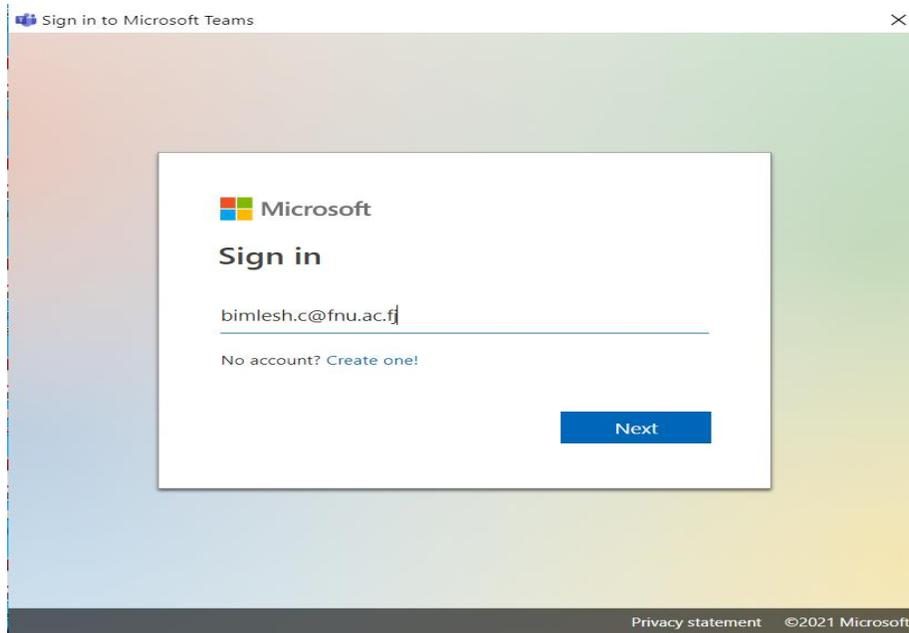 Sign in to Microsoft Teams
Microsoft
Sign in
bimlesh.c@fnu.ac.fj
No account? Create one!
Next
Privacy statement ©2021 Microsoft